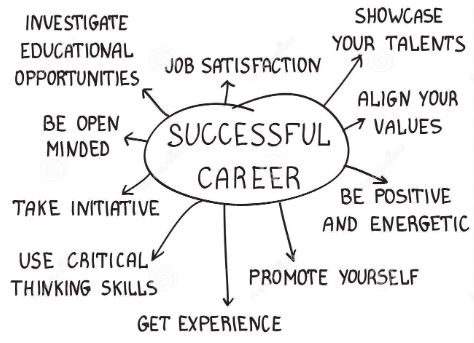 INVESTIGATE
EDUCATIONAL
OPPORTUNITIES
JOB SATISFACTION
SHOWCASE
YOUR TALENTS
ALIGN YOUR
VALUES
BE OPEN
MINDED
SUCCESSFUL
CAREER
BE POSITIVE
AND ENERGETIC
TAKE INITIATIVE
USE CRITICAL
THINKING SKILLS
PROMOTE YOURSELF
GET EXPERIENCE